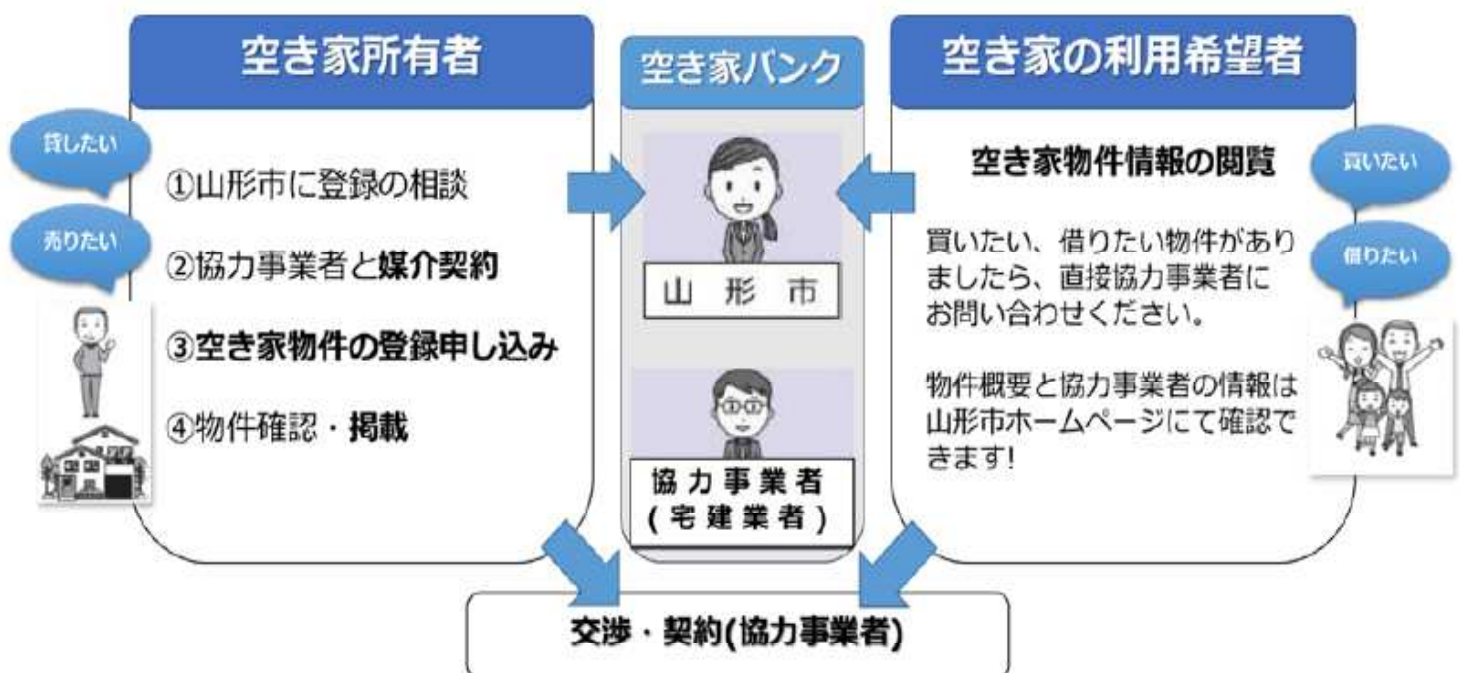 空き家所有者
貸したい
売りたい
①山形市に登録の相談
②協力事業者と媒介契約
③空き家物件の登録申し込み
④物件確認・掲載
空き家バンク
山形市
協力事業者
(宅建業者)
空き家の利用希望者
空き家物件情報の閲覧
買いたい、借りたい物件があり
ましたら、直接協力事業者に
お問い合わせください。
物件概要と協力事業者の情報は
山形市ホームページにて確認で
きます!
買いたい
借りたい
交渉・契約(協力事業者)